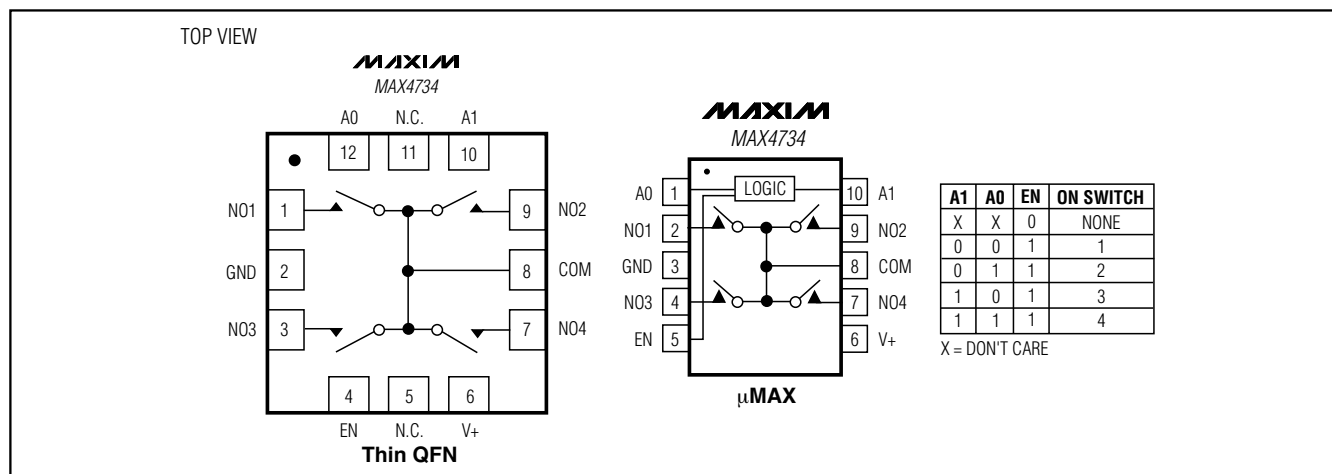 TOP VIEW
MAXIM
MAX4734
A0 N.C. A1
12 11 10
NO1 1 9 NO2
GND 2 8 COM
NO3 3 7 NO4
4 5 6
EN N.C. V+
Thin QFN
MAXIM
MAX4734
A0 1 LOGIC 10 A1
NO1 2 9 NO2
GND 3 8 COM
NO3 4 7 NO4
EN 5 6 V+
µMAX
A1 A0 EN ON SWITCH
X X 0 NONE
0 0 1 1
0 1 1 2
1 0 1 3
1 1 1 4
X = DON'T CARE